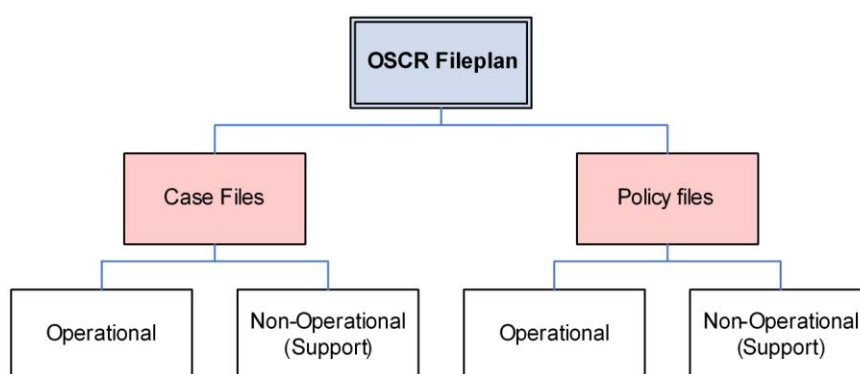 OSCR Fileplan
Case Files
Policy files
Operational
Non-Operational
(Support)
Operational
Non-Operational
(Support)